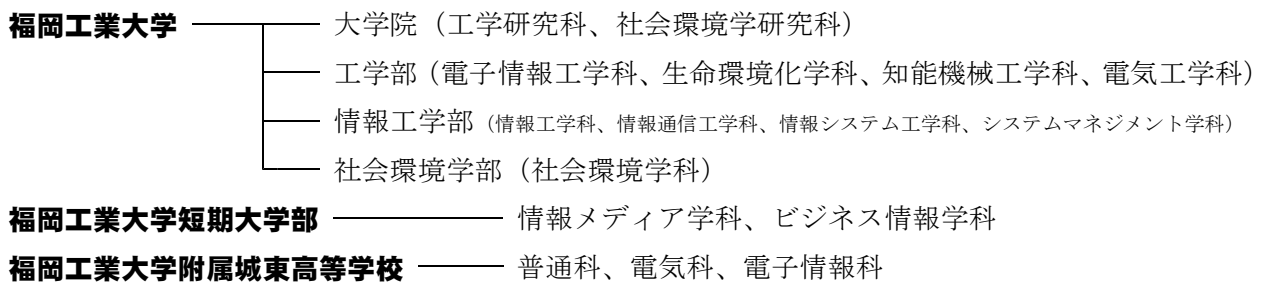 福岡工業大学 大学院（工学研究科、社会環境学研究科）
工学部（電子情報工学科、生命環境化学科、知能機械工学科、電気工学科）
情報工学部（情報工学科、情報通信工学科、情報システム工学科、システムマネジメント学科）
社会環境学部（社会環境学科）
福岡工業大学短期大学部 情報メディア学科、ビジネス情報学科
福岡工業大学附属城東高等学校 普通科、電気科、電子情報科